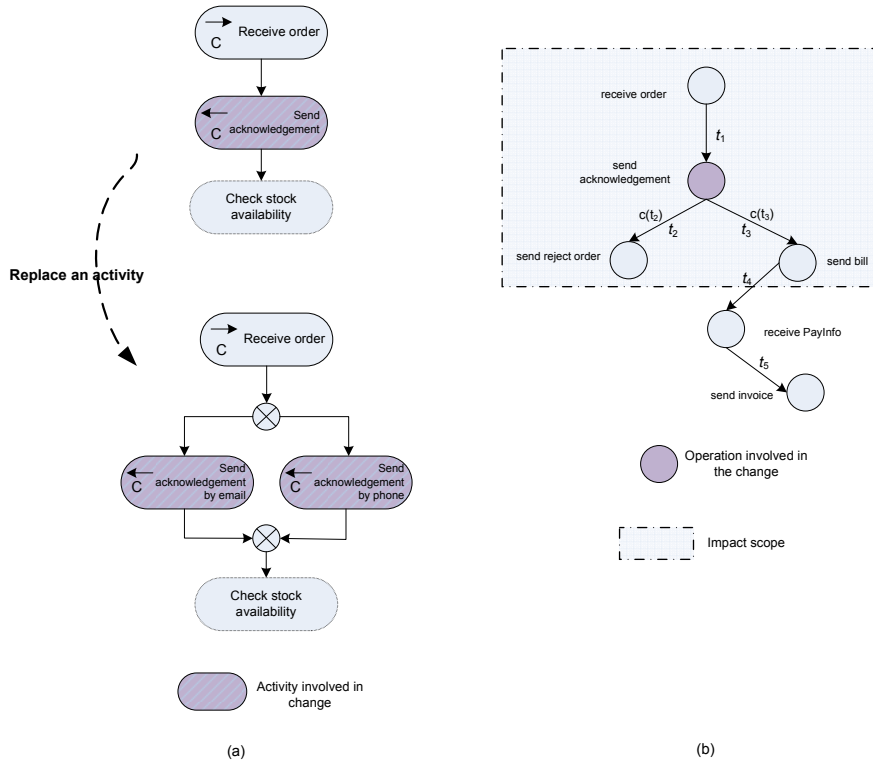 Receive order
C
Send
acknowledgement
C
Check stock
availability
Replace an activity
Receive order
C
Send
acknowledgement
by email
C
Send
acknowledgement
by phone
C
Check stock
availability
Activity involved in
change
(a)
receive order
t1
send
acknowledgement
c(t2)
t2
c(t3)
t3
send reject order
send bill
t4
receive PayInfo
t5
send invoice
Operation involved in
the change
Impact scope
(b)